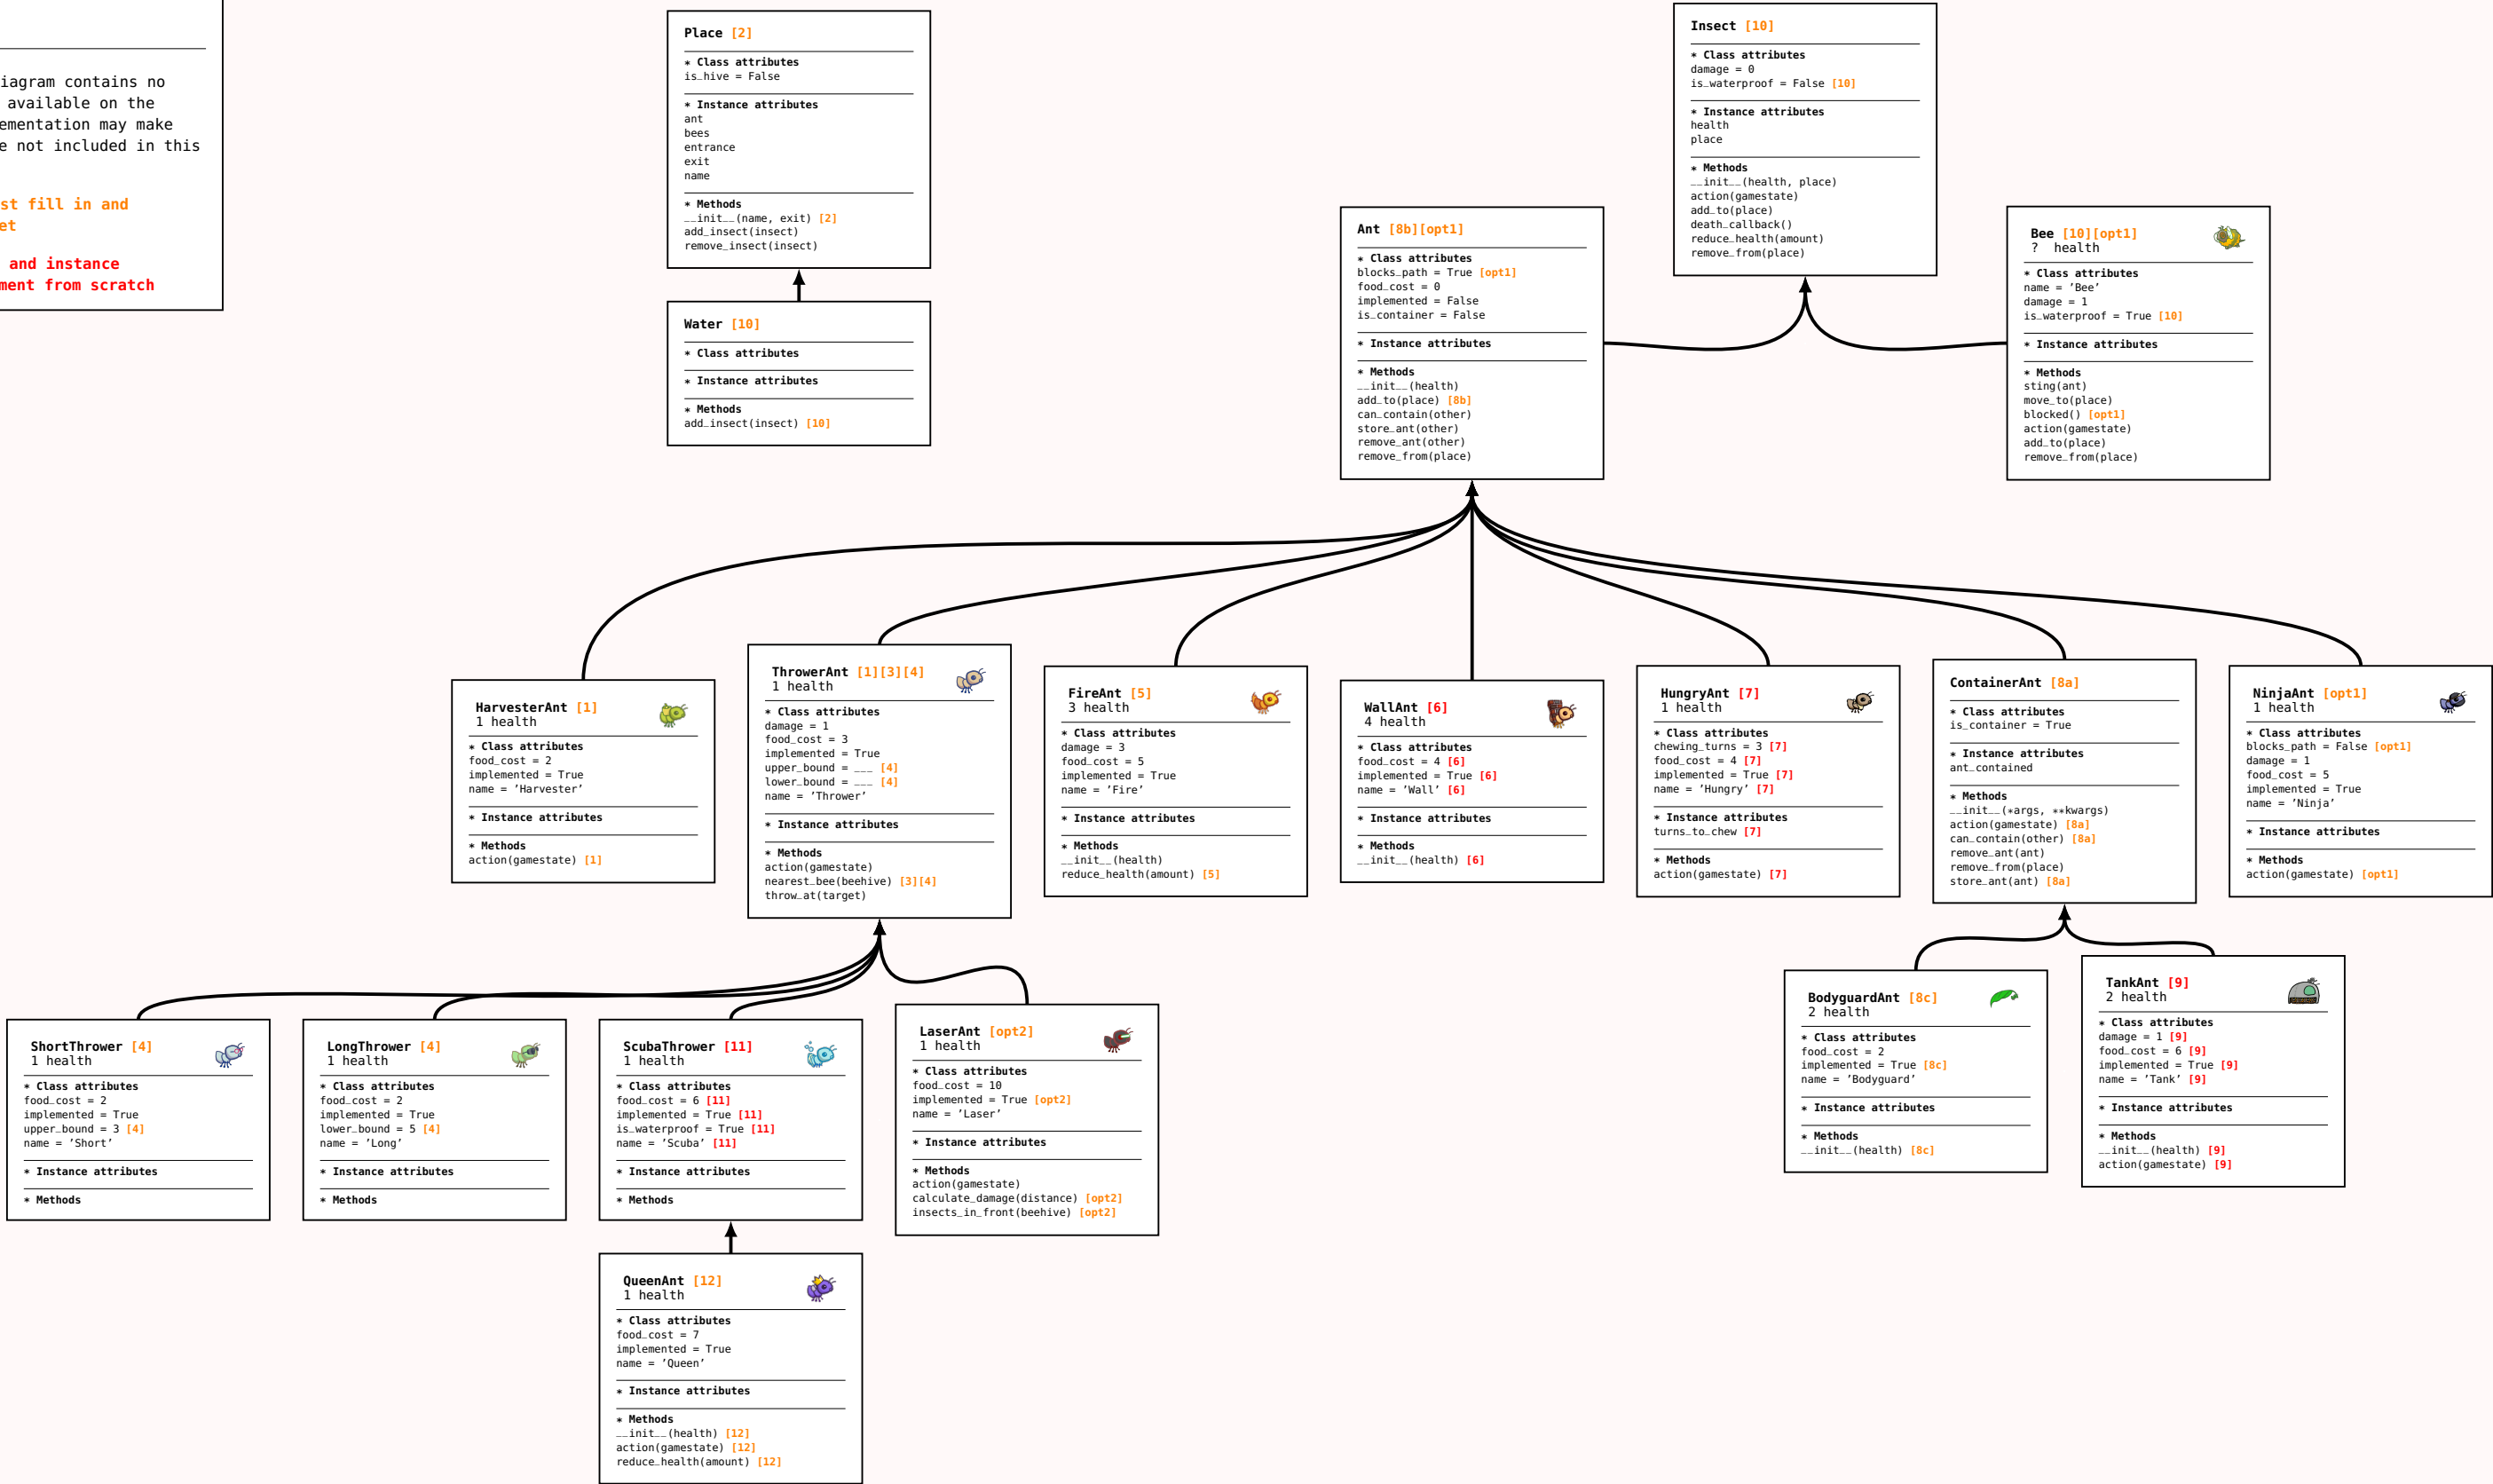 iagram contains no
available on the
ementation may make
e not included in this
st fill in and
et
and instance
ment from scratch
Place [2]
* Class attributes
is_hive = False
* Instance attributes
ant
bees
entrance
exit
name
* Methods
__init__(name, exit) [2]
add_insect(insect)
remove_insect(insect)
Water [10]
* Class attributes
* Instance attributes
* Methods
add_insect(insect) [10]
Insect [10]
* Class attributes
damage = 0
is_waterproof = False [10]
* Instance attributes
health
place
* Methods
__init__(health, place)
action(gamestate)
add_to(place)
death_callback()
reduce_health(amount)
remove_from(place)
Ant [8b][opt1]
* Class attributes
blocks_path = True [opt1]
food_cost = 0
implemented = False
is_container = False
* Instance attributes
* Methods
__init__(health)
add_to(place) [8b]
can_contain(other)
store_ant(other)
remove_ant(other)
remove_from(place)
Bee [10][opt1]
? health
* Class attributes
name = ’Bee’
damage = 1
is_waterproof = True [10]
* Instance attributes
* Methods
sting(ant)
move_to(place)
blocked() [opt1]
action(gamestate)
add_to(place)
remove_from(place)
HarvesterAnt [1]
1 health
* Class attributes
food_cost = 2
implemented = True
name = ’Harvester’
* Instance attributes
* Methods
action(gamestate) [1]
ThrowerAnt [1][3][4]
1 health
* Class attributes
damage = 1
food_cost = 3
implemented = True
upper_bound = ___ [4]
lower_bound = ___ [4]
name = ’Thrower’
* Instance attributes
* Methods
action(gamestate)
nearest_bee(beehive) [3][4]
throw_at(target)
FireAnt [5]
3 health
* Class attributes
damage = 3
food_cost = 5
implemented = True
name = ’Fire’
* Instance attributes
* Methods
__init__(health)
reduce_health(amount) [5]
WallAnt [6]
4 health
* Class attributes
food_cost = 4 [6]
implemented = True [6]
name = ’Wall’ [6]
* Instance attributes
* Methods
__init__(health) [6]
HungryAnt [7]
1 health
* Class attributes
chewing_turns = 3 [7]
food_cost = 4 [7]
implemented = True [7]
name = ’Hungry’ [7]
* Instance attributes
turns_to_chew [7]
* Methods
action(gamestate) [7]
ContainerAnt [8a]
* Class attributes
is_container = True
* Instance attributes
ant_contained
* Methods
__init__(*args, **kwargs)
action(gamestate) [8a]
can_contain(other) [8a]
remove_ant(ant)
remove_from(place)
store_ant(ant) [8a]
NinjaAnt [opt1]
1 health
* Class attributes
blocks_path = False [opt1]
damage = 1
food_cost = 5
implemented = True
name = ’Ninja’
* Instance attributes
* Methods
action(gamestate) [opt1]
ShortThrower [4]
1 health
* Class attributes
food_cost = 2
implemented = True
upper_bound = 3 [4]
name = ’Short’
* Instance attributes
* Methods
LongThrower [4]
1 health
* Class attributes
food_cost = 2
implemented = True
lower_bound = 5 [4]
name = ’Long’
* Instance attributes
* Methods
ScubaThrower [11]
1 health
* Class attributes
food_cost = 6 [11]
implemented = True [11]
is_waterproof = True [11]
name = ’Scuba’ [11]
* Instance attributes
* Methods
LaserAnt [opt2]
1 health
* Class attributes
food_cost = 10
implemented = True [opt2]
name = ’Laser’
* Instance attributes
* Methods
action(gamestate)
calculate_damage(distance) [opt2]
insects_in_front(beehive) [opt2]
BodyguardAnt [8c]
2 health
* Class attributes
food_cost = 2
implemented = True [8c]
name = ’Bodyguard’
* Instance attributes
* Methods
__init__(health) [8c]
TankAnt [9]
2 health
* Class attributes
damage = 1 [9]
food_cost = 6 [9]
implemented = True [9]
name = ’Tank’ [9]
* Instance attributes
* Methods
__init__(health) [9]
action(gamestate) [9]
QueenAnt [12]
1 health
* Class attributes
food_cost = 7
implemented = True
name = ’Queen’
* Instance attributes
* Methods
__init__(health) [12]
action(gamestate) [12]
reduce_health(amount) [12]